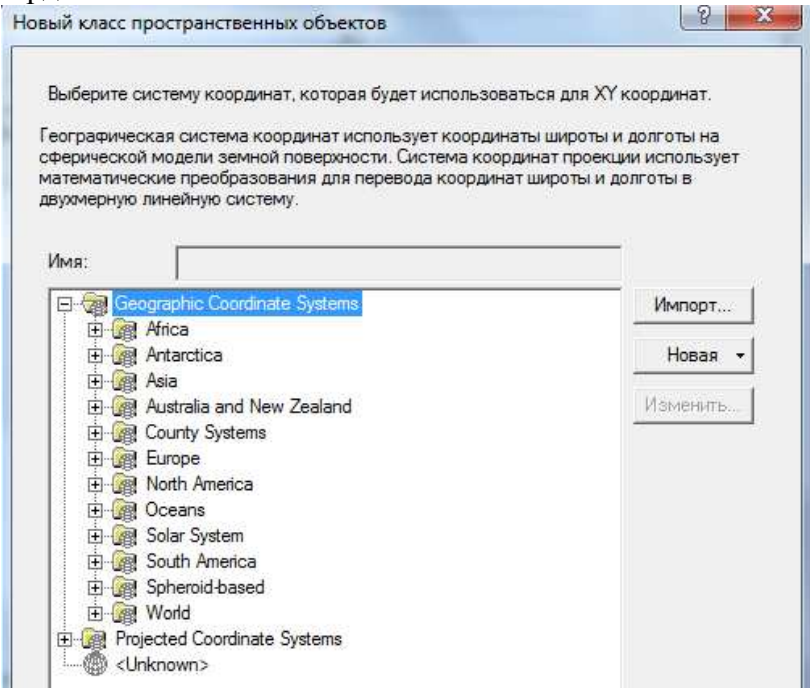 Новый класс пространственных объектов
Выберите систему координат, которая будет использоваться для XY координат.
Географическая система координат использует координаты широты и долготы на
сферической модели земной поверхности. Система координат проекции использует
математические преобразования для перевода координат широты и долготы в
двухмерную линейную систему.
Имя:
Geographic Coordinate Systems
Africa
Antarctica
Asia
Australia and New Zealand
County Systems
Europe
North America
Oceans
Solar System
South America
Spheroid-based
World
Projected Coordinate Systems
<Unknown>
Импорт...
Новая
Изменить...